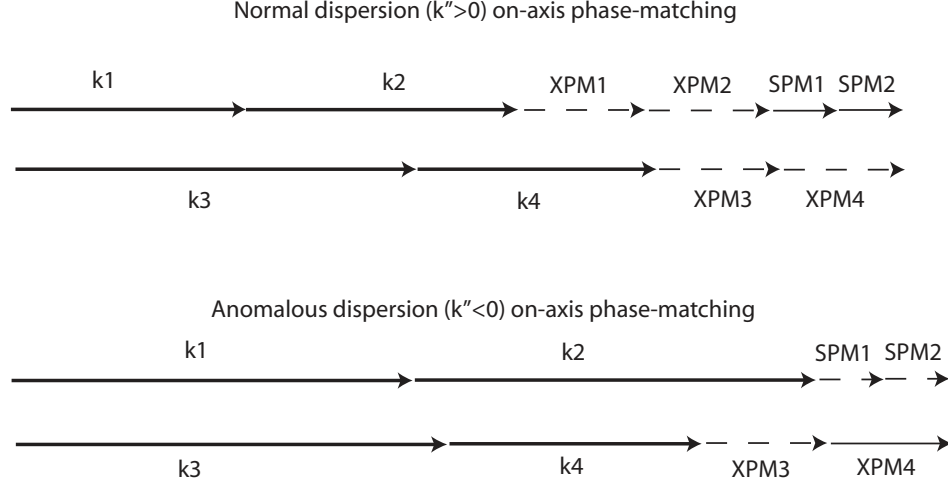 Normal dispersion (k”>0) on-axis phase-matching
k1 k2 XPM1 XPM2 SPM1 SPM2
k3 k4 XPM3 XPM4
Anomalous dispersion (k”<0) on-axis phase-matching
k1 k2 SPM1 SPM2
k3 k4 XPM3 XPM4